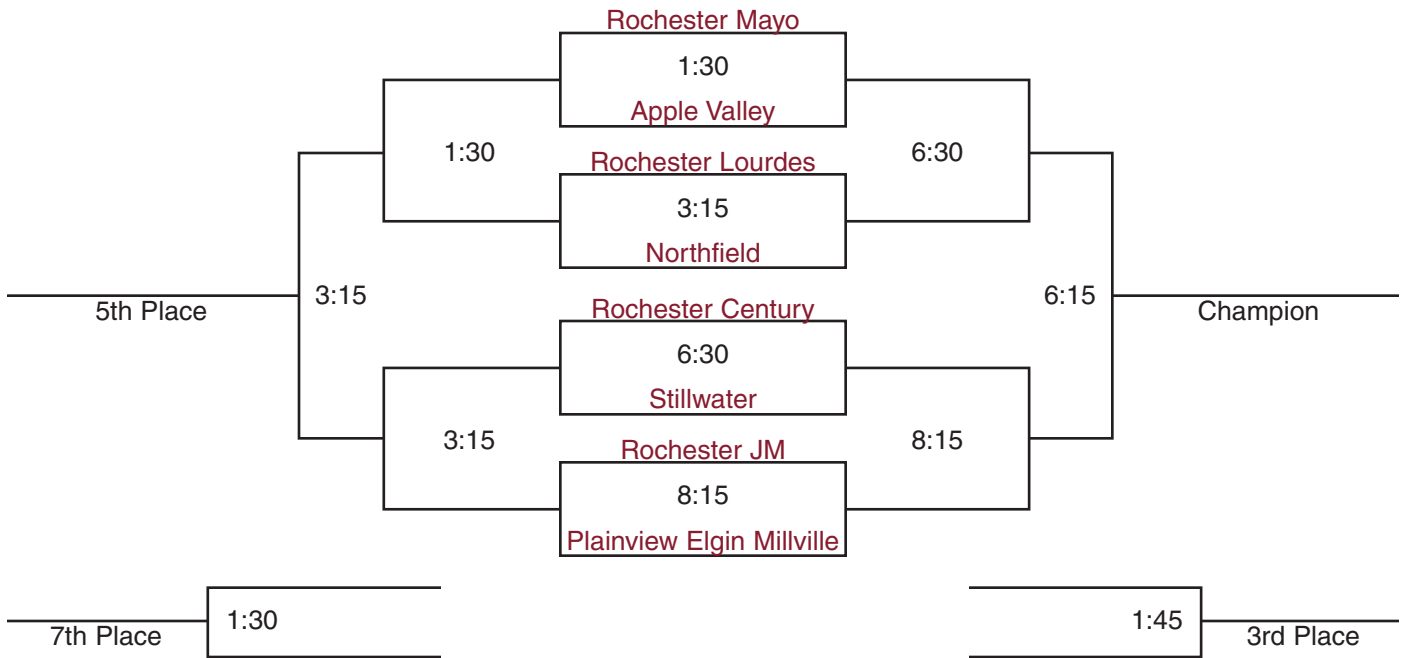 Rochester Mayo
1:30
Apple Valley
1:30
Rochester Lourdes
6:30
3:15
Northfield
5th Place
3:15
6:15
Champion
Rochester Century
6:30
Stillwater
3:15
Rochester JM
8:15
8:15
Plainview Elgin Millville
7th Place
1:30
1:45
3rd Place